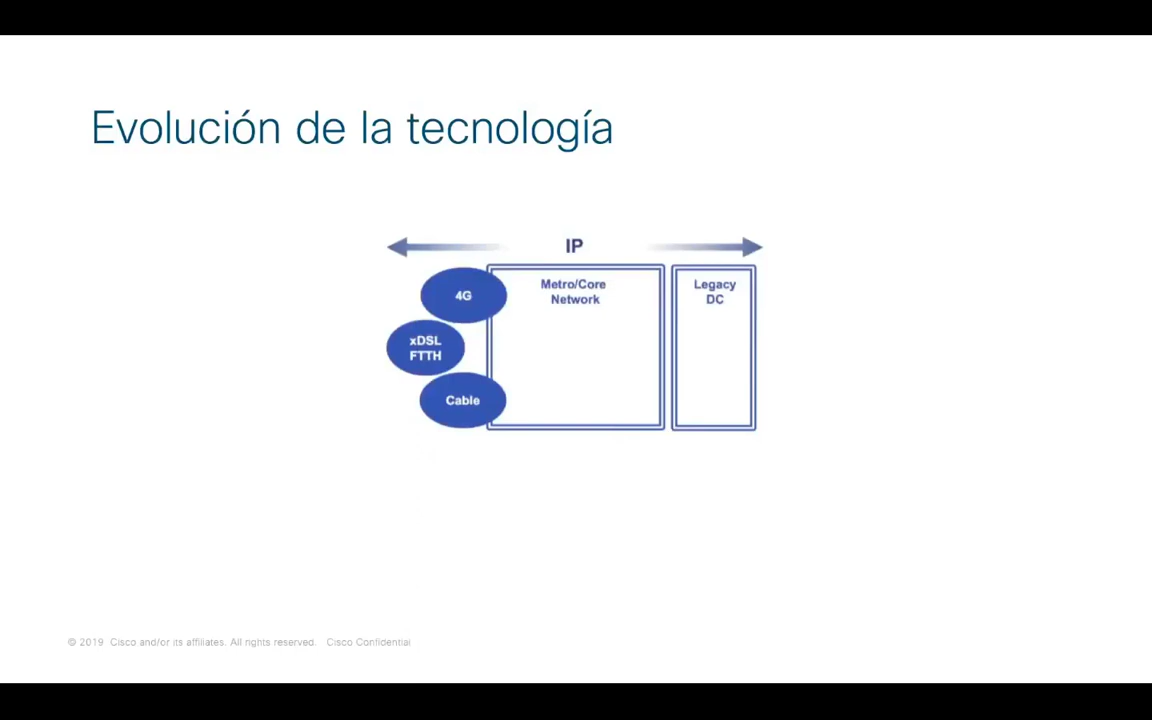 Evolución de la tecnología
IP
4G
Metro/Core
Network
Legacy
DC
xDSL
FTTH
Cable
© 2019 Cisco and/or its affiliates. All rights reserved. Cisco Confidential